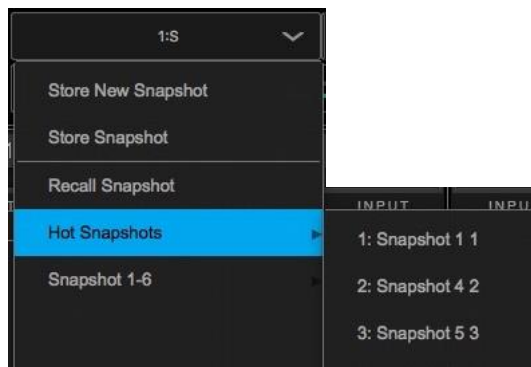 1:S
Store New Snapshot
Store Snapshot
Recall Snapshot
INPUT
Hot Snapshots
1: Snapshot 1 1
Snapshot 1-6
2: Snapshot 4 2
3: Snapshot 5 3